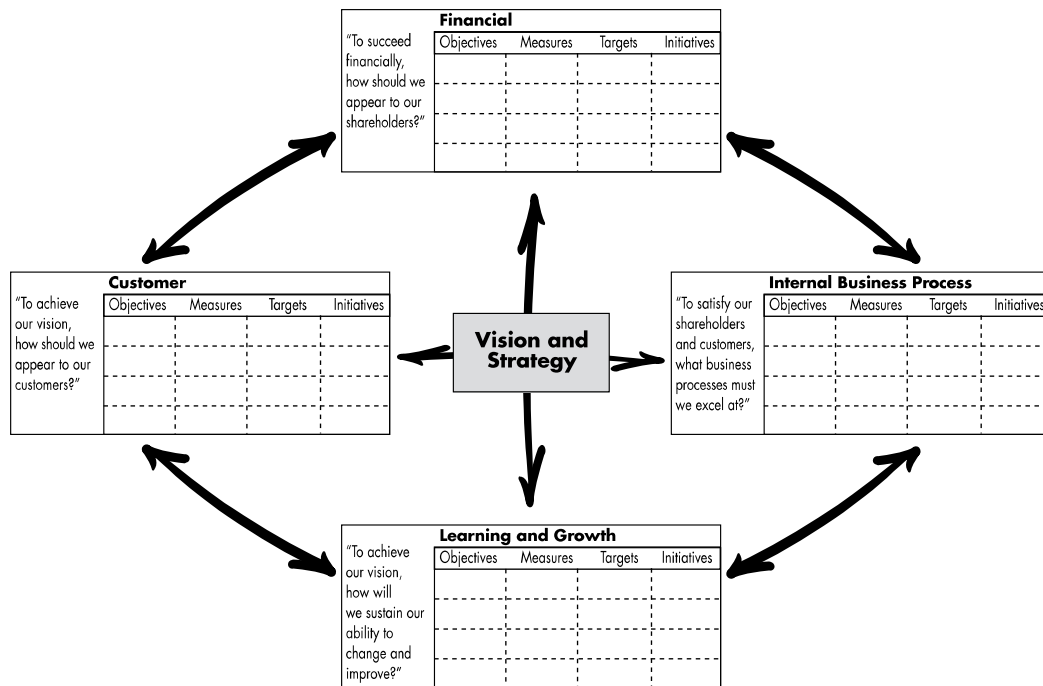 Financial
“To succeed
financially,
how should we
appear to our
shareholders?”
Objectives Measures Targets Initiatives
Customer
“To achieve
our vision,
how should we
appear to our
customers?”
Objectives Measures Targets Initiatives
Vision and
Strategy
Internal Business Process
“To satisfy our
shareholders
and customers,
what business
processes must
we excel at?”
Objectives Measures Targets Initiatives
Learning and Growth
“To achieve
our vision,
how will
we sustain our
ability to
change and
improve?”
Objectives Measures Targets Initiatives